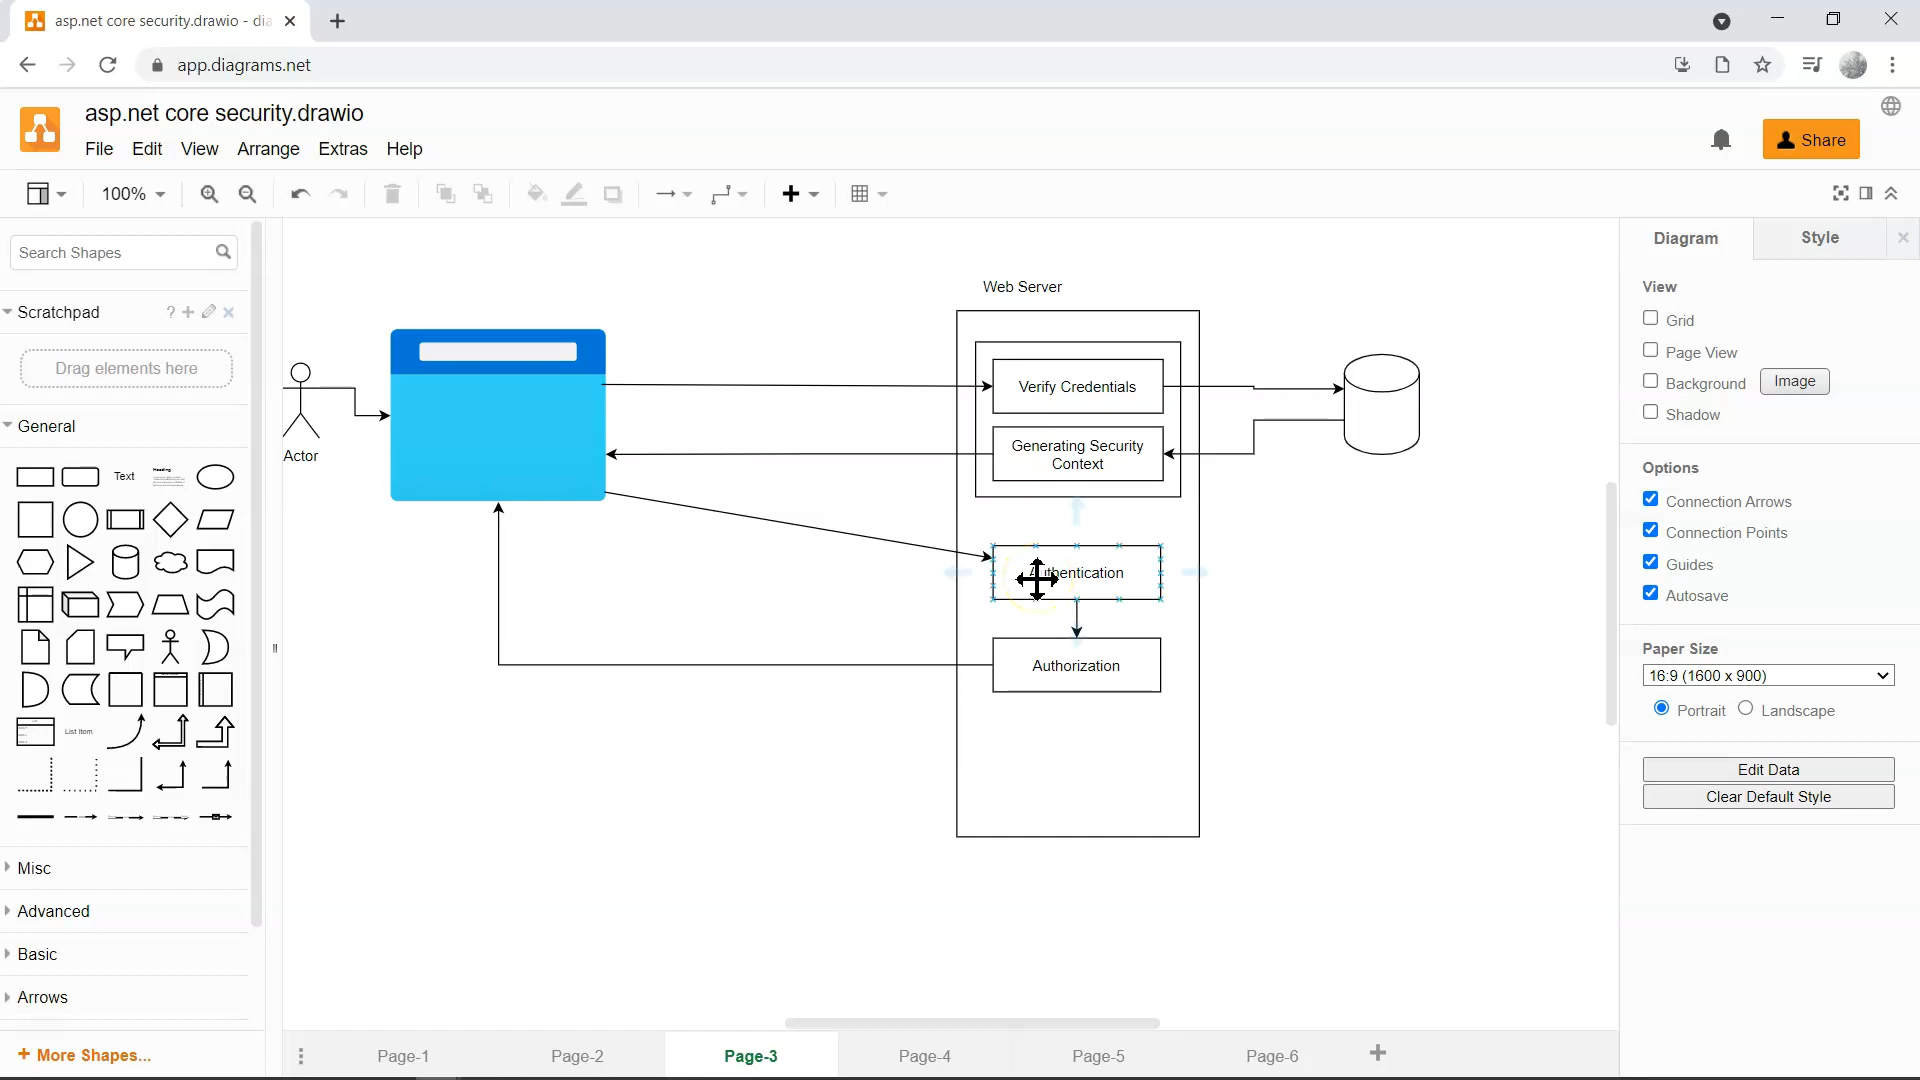 asp.net core security.drawio - dia
app.diagrams.net
asp.net core security.drawio
File Edit View Arrange Extras Help
Share
100%
Search Shapes
Scratchpad
?
Drag elements here
General
Text
Heading
List Item
Misc
Advanced
Basic
Arrows
+ More Shapes...
Actor
Web Server
Verify Credentials
Generating Security
Context
Authentication
Authorization
Diagram
Style
View
Grid
Page View
Background
Image
Shadow
Options
Connection Arrows
Connection Points
Guides
Autosave
Paper Size
16:9 (1600 x 900)
Portrait
Landscape
Edit Data
Clear Default Style
Page-1
Page-2
Page-3
Page-4
Page-5
Page-6